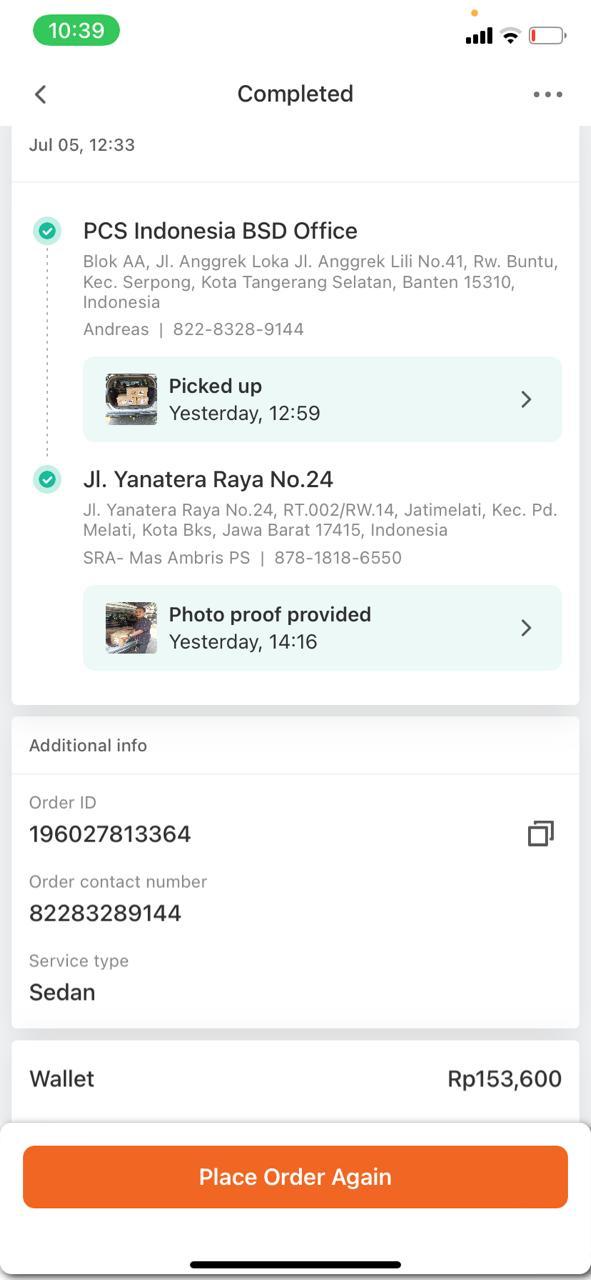 10:39
Completed
Jul 05, 12:33
PCS Indonesia BSD Office
Blok AA, Jl. Anggrek Loka Jl. Anggrek Lili No.41, Rw. Buntu,
Kec. Serpong, Kota Tangerang Selatan, Banten 15310,
Indonesia
Andreas | 822-8328-9144
Picked up
Yesterday, 12:59
Jl. Yanatera Raya No.24
Jl. Yanatera Raya No.24, RT.002/RW.14, Jatimelati, Kec. Pd.
Melati, Kota Bks, Jawa Barat 17415, Indonesia
SRA- Mas Ambris PS | 878-1818-6550
Photo proof provided
Yesterday, 14:16
Additional info
Order ID
196027813364
Order contact number
82283289144
Service type
Sedan
Wallet Rp153,600
Place Order Again